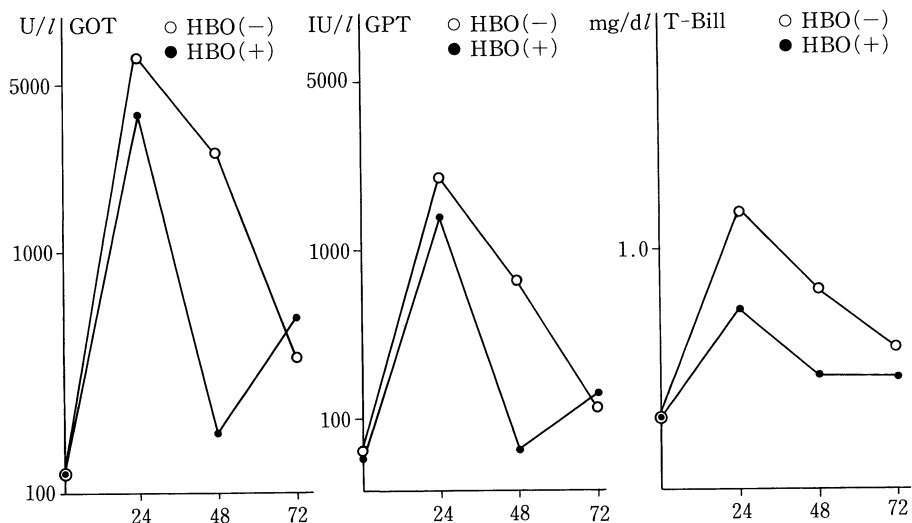 U/l GOT
○ HBO(−)
● HBO(+)
5000
1000
100
24 48 72
IU/l GPT
○ HBO(−)
● HBO(+)
5000
1000
100
24 48 72
mg/dl T-Bill
○ HBO(−)
● HBO(+)
1.0
24 48 72